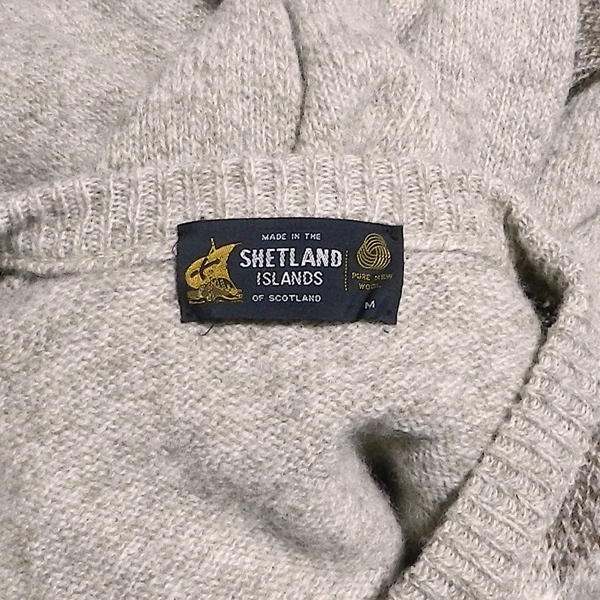 MADE IN THE
SHETLAND
ISLANDS
OF SCOTLAND
PURE NEW
WOOL
M